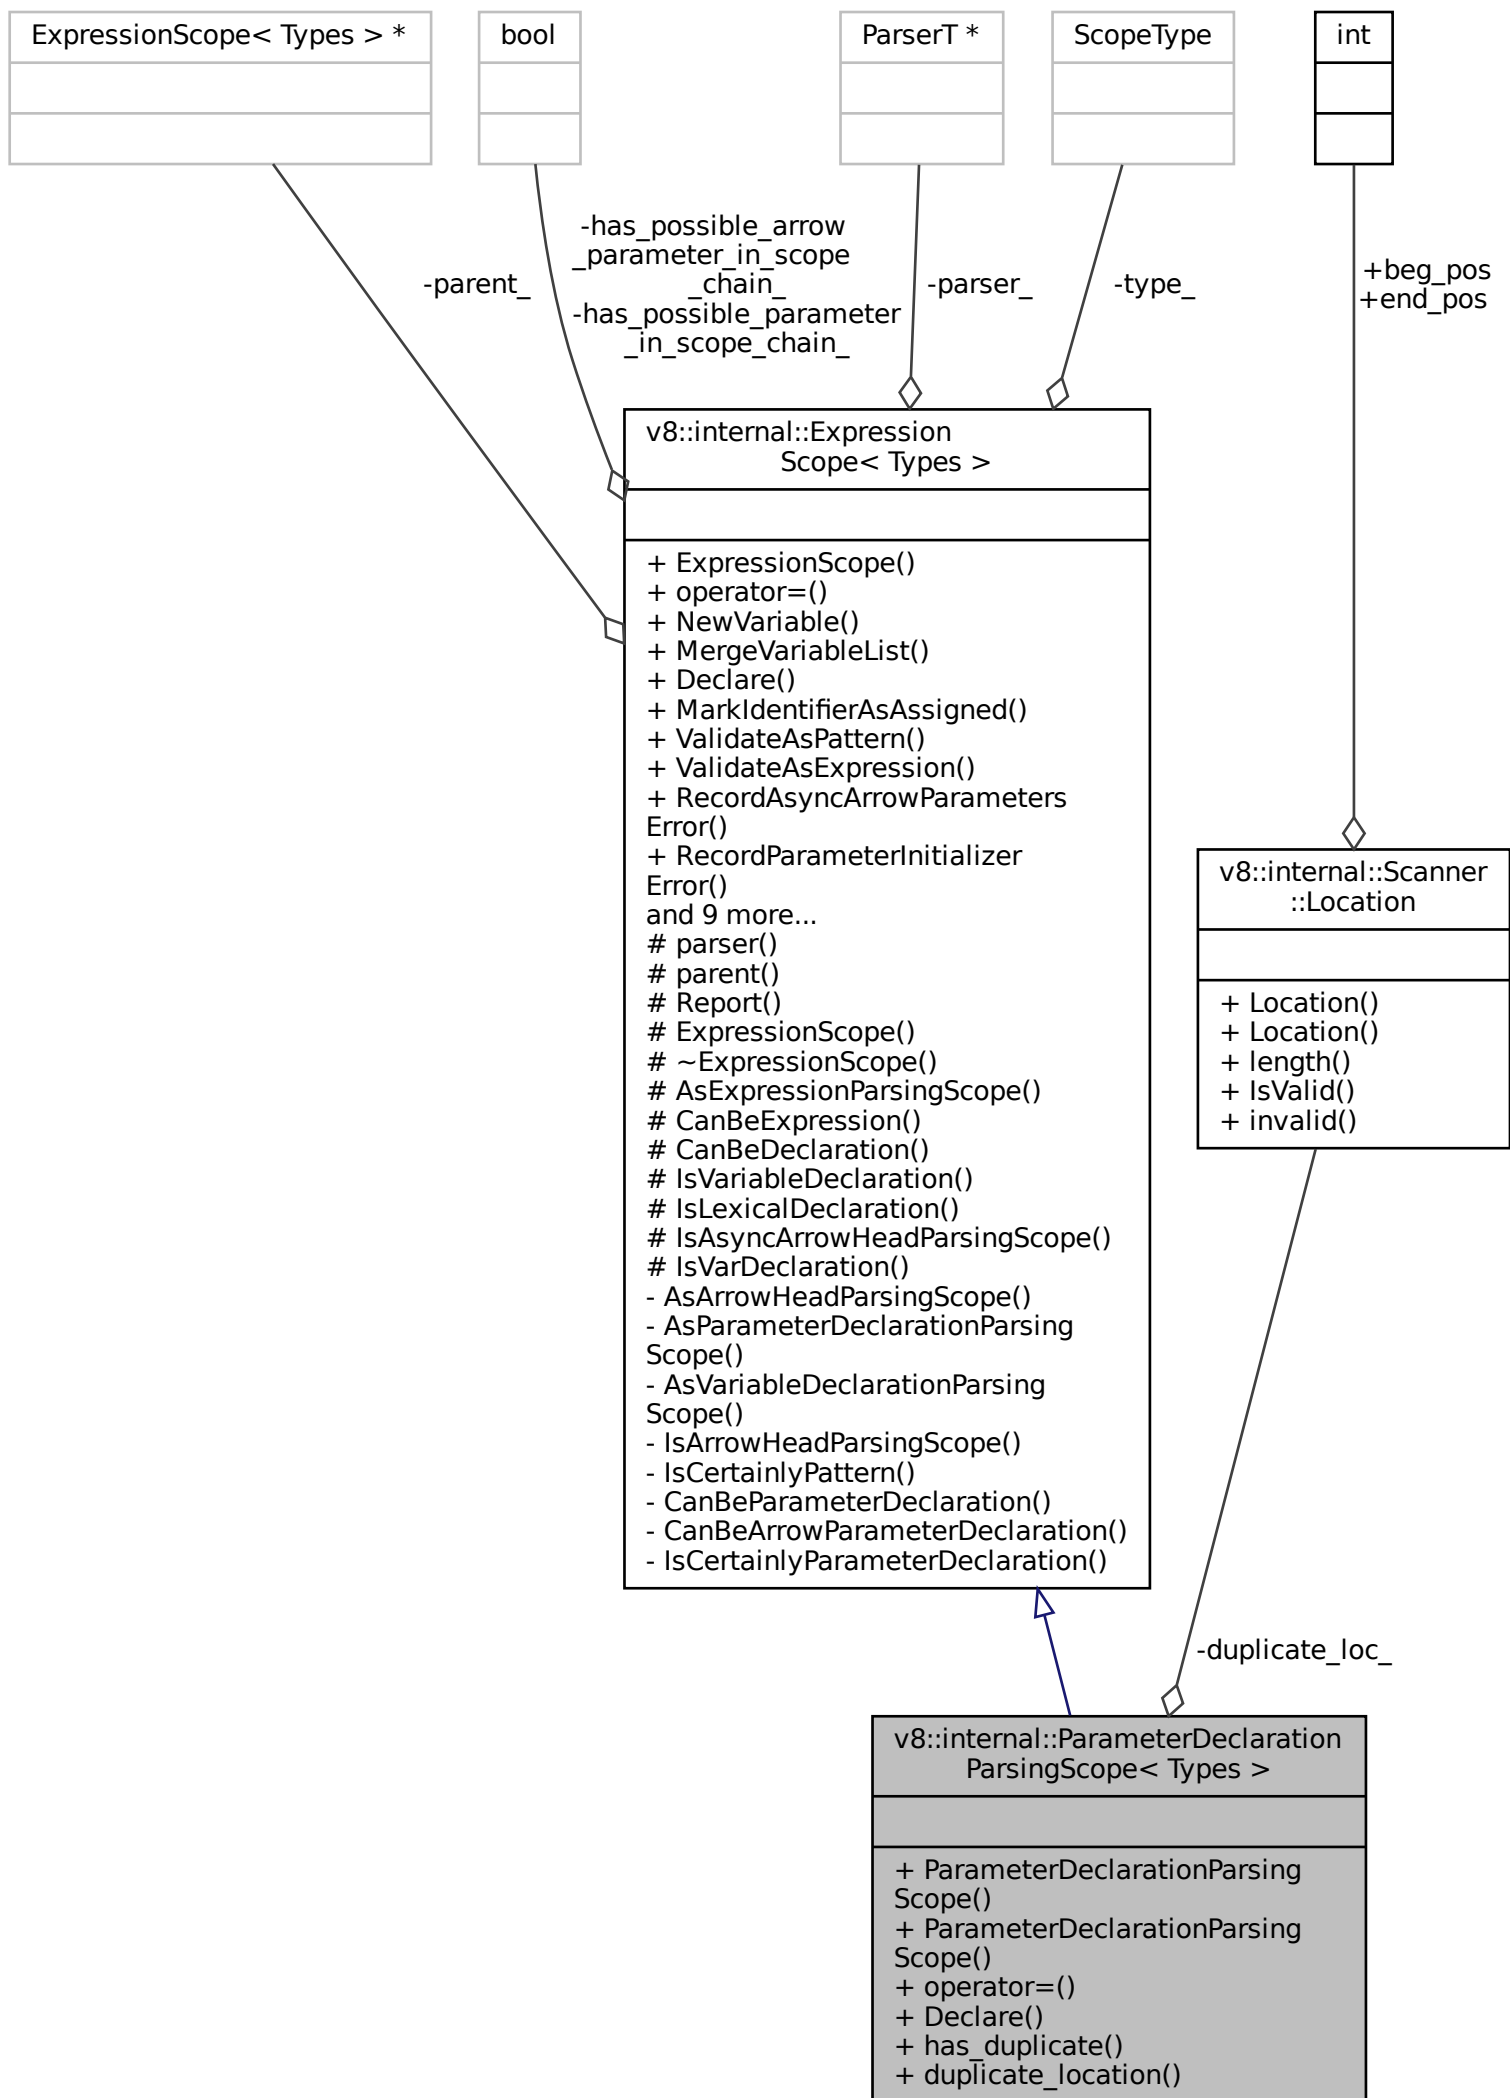 ExpressionScope< Types > *
bool
ParserT *
ScopeType
int
-parent_
-has_possible_arrow
_parameter_in_scope
_chain_
-has_possible_parameter
_in_scope_chain_
-parser_
-type_
+beg_pos
+end_pos
v8::internal::Expression
Scope< Types >
+ ExpressionScope()
+ operator=()
+ NewVariable()
+ MergeVariableList()
+ Declare()
+ MarkIdentifierAsAssigned()
+ ValidateAsPattern()
+ ValidateAsExpression()
+ RecordAsyncArrowParameters
Error()
+ RecordParameterInitializer
Error()
and 9 more...
# parser()
# parent()
# Report()
# ExpressionScope()
# ~ExpressionScope()
# AsExpressionParsingScope()
# CanBeExpression()
# CanBeDeclaration()
# IsVariableDeclaration()
# IsLexicalDeclaration()
# IsAsyncArrowHeadParsingScope()
# IsVarDeclaration()
- AsArrowHeadParsingScope()
- AsParameterDeclarationParsing
Scope()
- AsVariableDeclarationParsing
Scope()
- IsArrowHeadParsingScope()
- IsCertainlyPattern()
- CanBeParameterDeclaration()
- CanBeArrowParameterDeclaration()
- IsCertainlyParameterDeclaration()
v8::internal::Scanner
::Location
+ Location()
+ Location()
+ length()
+ IsValid()
+ invalid()
-duplicate_loc_
v8::internal::ParameterDeclaration
ParsingScope< Types >
+ ParameterDeclarationParsing
Scope()
+ ParameterDeclarationParsing
Scope()
+ operator=()
+ Declare()
+ has_duplicate()
+ duplicate_location()